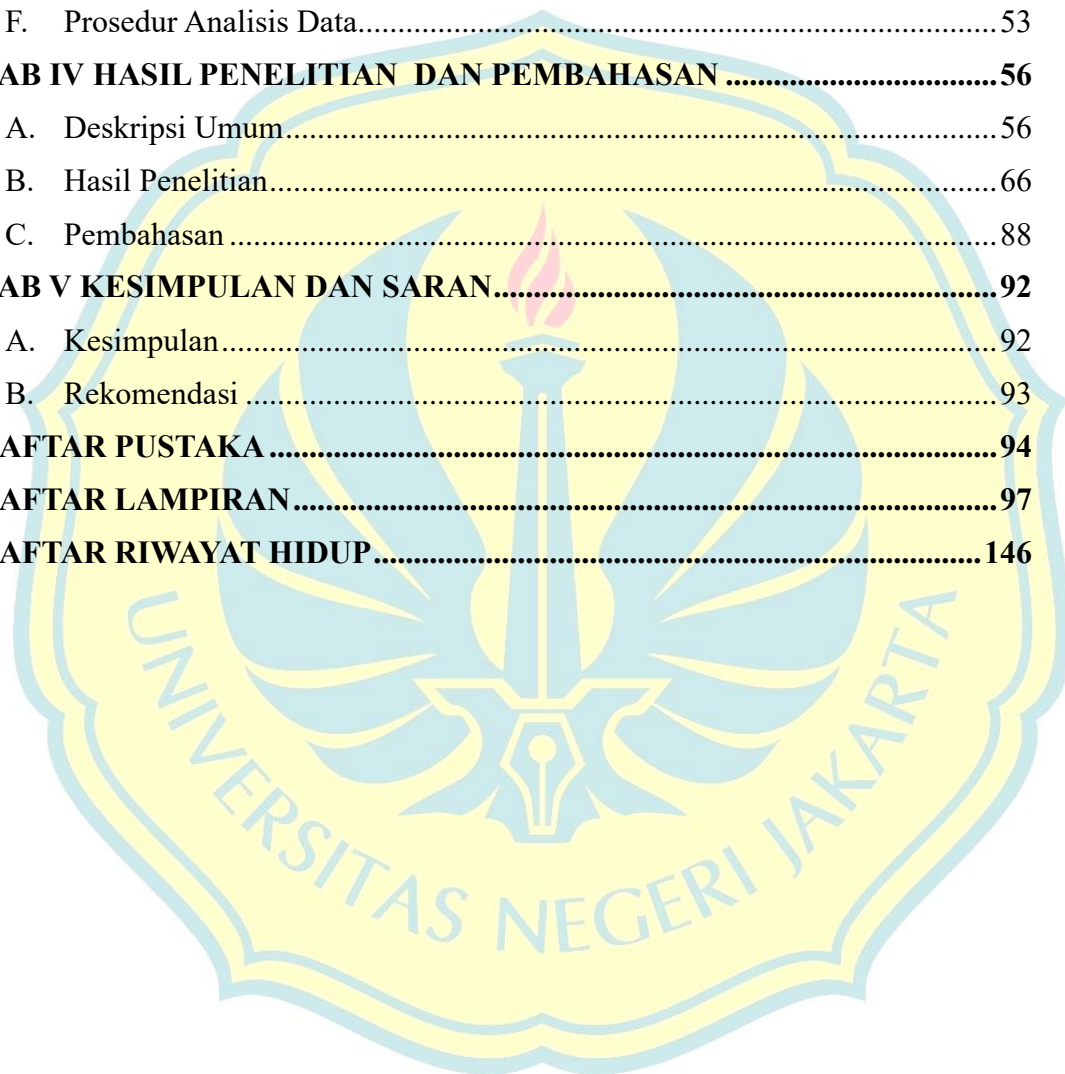 F. Prosedur Analisis Data.................................................53
AB IV HASIL PENELITIAN DAN PEMBAHASAN .................................56
A. Deskripsi Umum.................................................56
B. Hasil Penelitian.................................................66
C. Pembahasan .................................................88
AB V KESIMPULAN DAN SARAN.................................................92
A. Kesimpulan.................................................92
B. Rekomendasi .................................................93
AFTAR PUSTAKA .................................................94
AFTAR LAMPIRAN.................................................97
AFTAR RIWAYAT HIDUP.................................................146
UNIVERSITAS NEGERI JAKARTA